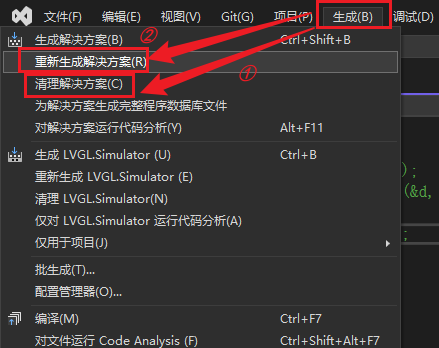 文件(F) 编辑(E) 视图(V) Git(G) 项目(P) 生成(B) 调试(D)
②
生成解决方案(B) Ctrl+Shift+B
重新生成解决方案(R)
①
清理解决方案(C)
为解决方案生成完整程序数据库文件
对解决方案运行代码分析(Y) Alt+F11
生成 LVGL.Simulator (U) Ctrl+B
);
重新生成 LVGL.Simulator (E)
(&d,
清理 LVGL.Simulator(N)
仅对 LVGL.Simulator 运行代码分析(A)
;
仅用于项目(J)
批生成(T)...
配置管理器(O)...
编译(M) Ctrl+F7
对文件运行 Code Analysis (F) Ctrl+Shift+Alt+F7